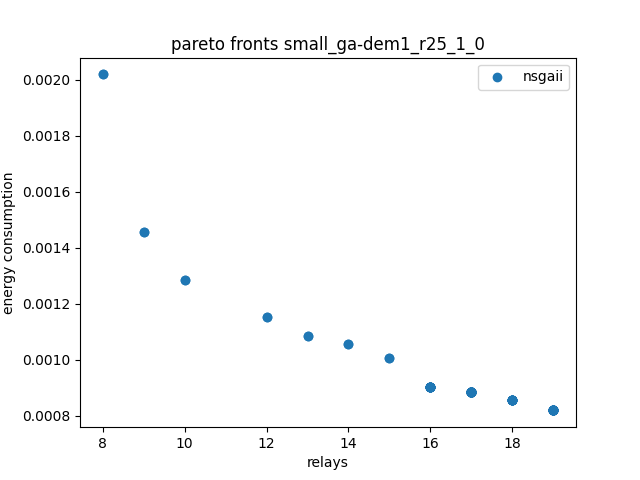 pareto fronts small_ga-dem1_r25_1_0
nsgaii
energy consumption
0.0020
0.0018
0.0016
0.0014
0.0012
0.0010
0.0008
8 10 12 14 16 18
relays